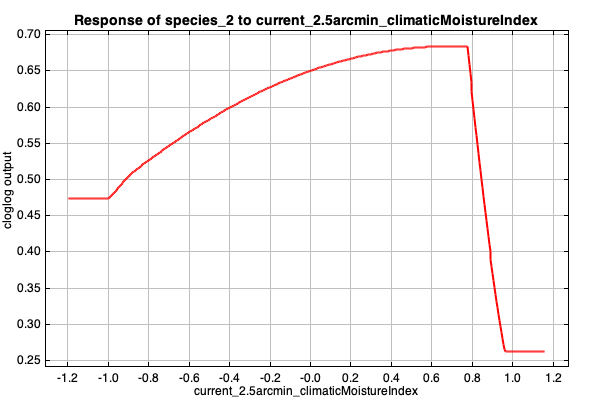 Response of species_2 to current_2.5arcmin_climaticMoistureIndex
cloglog output
0.70
0.65
0.60
0.55
0.50
0.45
0.40
0.35
0.30
0.25
-1.2 -1.0 -0.8 -0.6 -0.4 -0.2 -0.0 0.2 0.4 0.6 0.8 1.0 1.2
current_2.5arcmin_climaticMoistureIndex